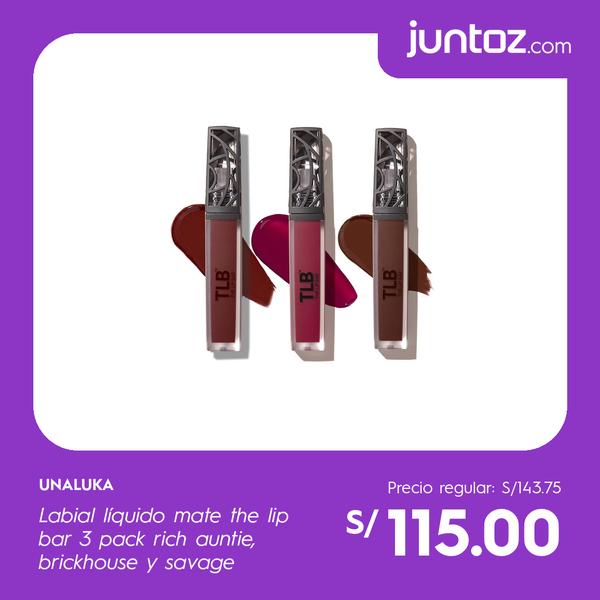 juntoz.com
TLB
TLB
TLB
UNALUKA
Labial líquido mate the lip
bar 3 pack rich auntie,
brickhouse y savage
Precio regular: S/143.75
S/115.00